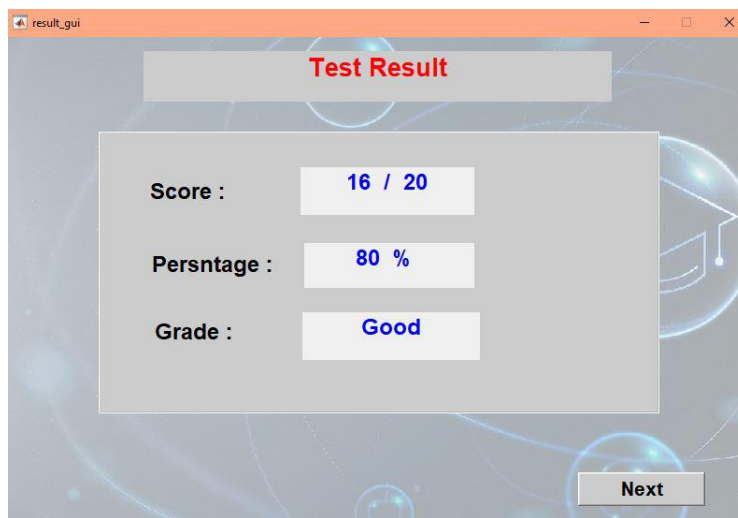 result_gui
Test Result
Score : 16 / 20
Persntage : 80 %
Grade : Good
Next